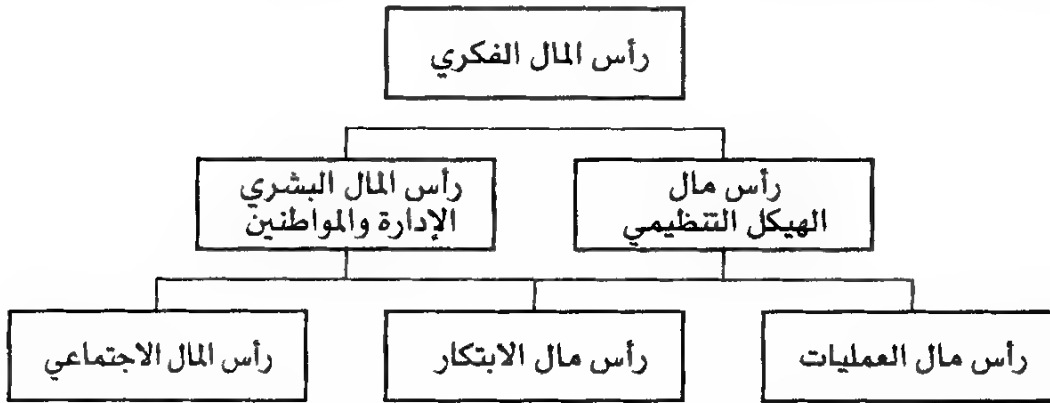 رأس المال الفكري
رأس مال
الهيكل التنظيمي
رأس المال البشري
الإدارة والمواطنين
رأس مال العمليات
رأس مال الابتكار
رأس المال الاجتماعي